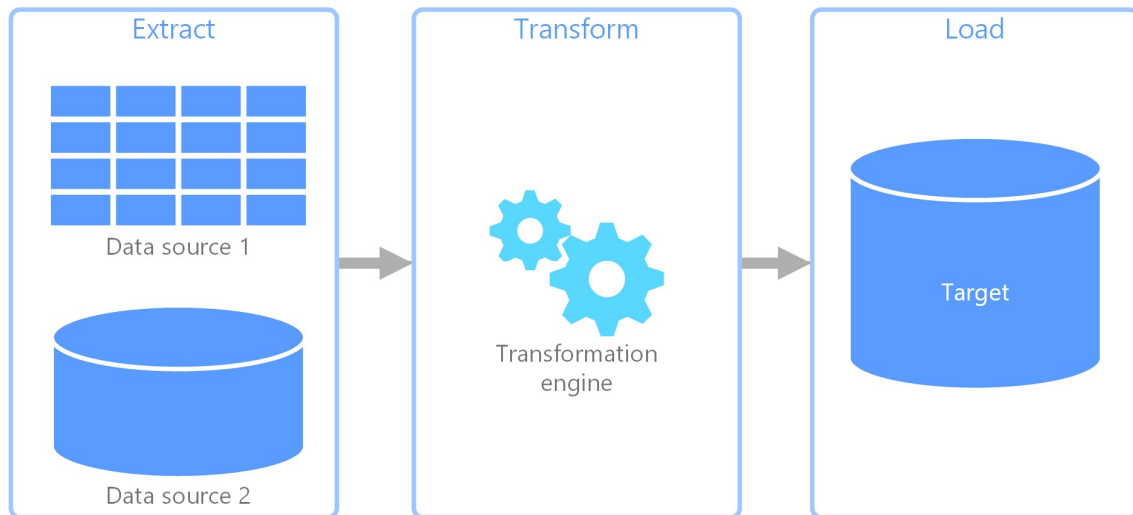 Extract
Transform
Load
Data source 1
Data source 2
Transformation
engine
Target